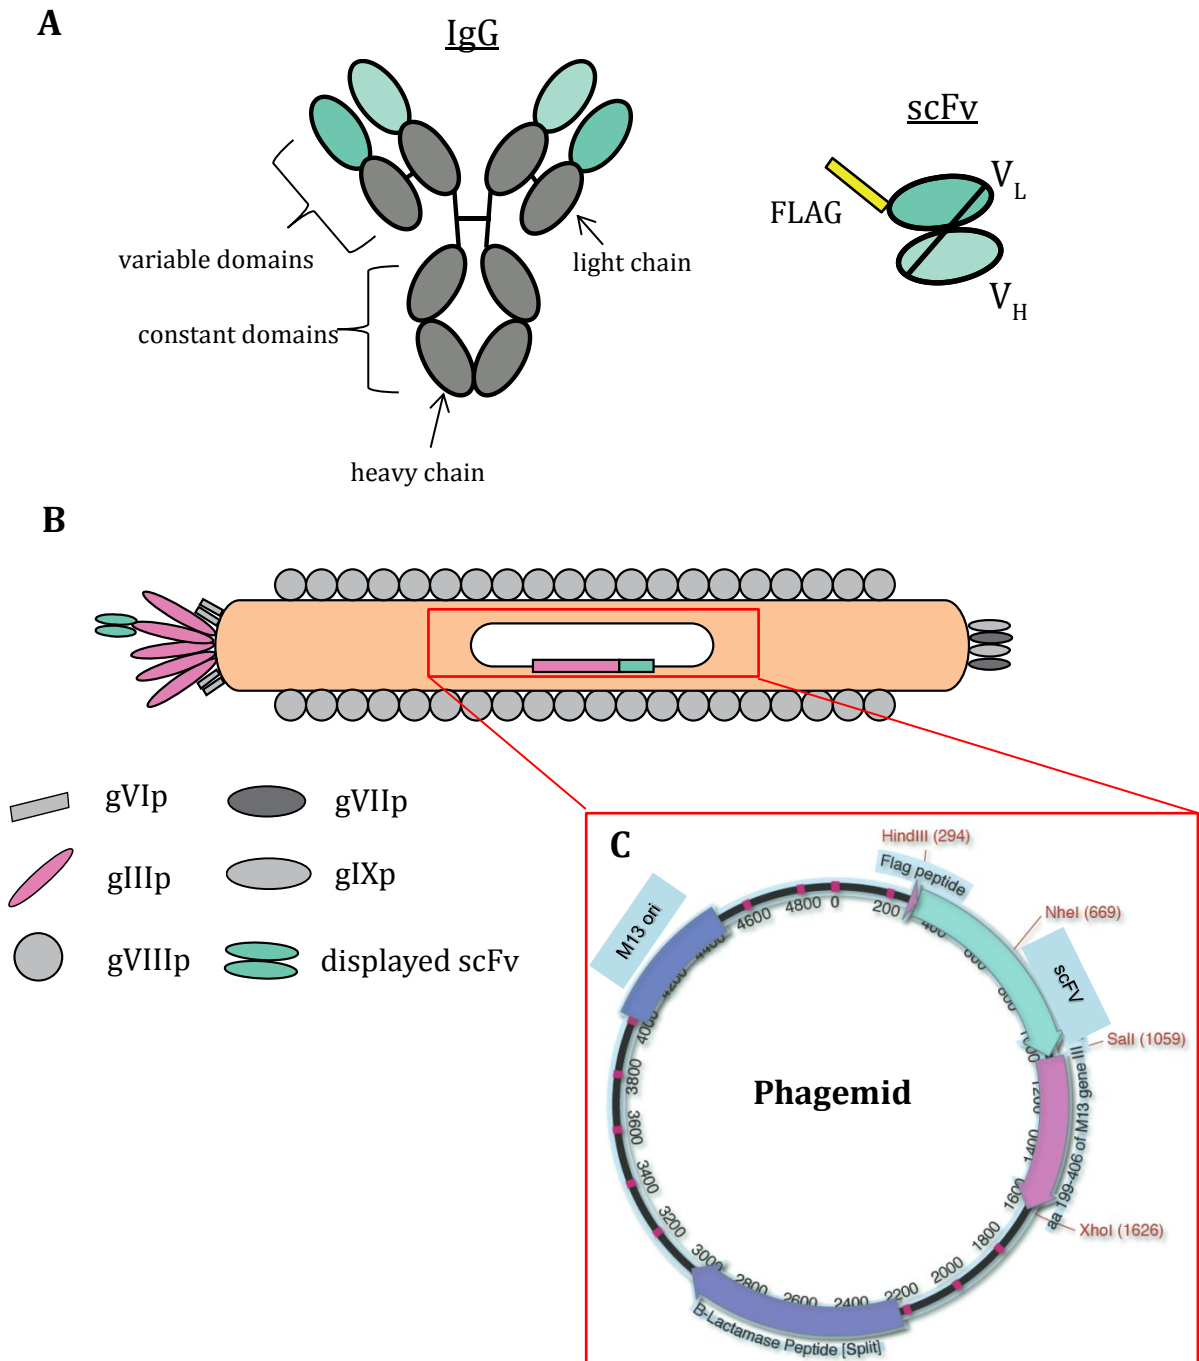 A
IgG
scFv
FLAG
V_L
V_H
variable domains
light chain
constant domains
heavy chain
B
gVIp
gVIIp
gIIIp
gIXp
gVIIIp
displayed scFv
C
HindIII (294)
Flag peptide
NheI (669)
scFV
SalI (1059)
aa 199-406 of M13 gene III
XhoI (1626)
B-Lactamase Peptide [Split]
M13 ori
Phagemid
0
200
400
600
800
1000
1200
1400
1600
1800
2000
2200
2400
2600
2800
3000
3200
3400
3600
3800
4000
4200
4400
4600
4800